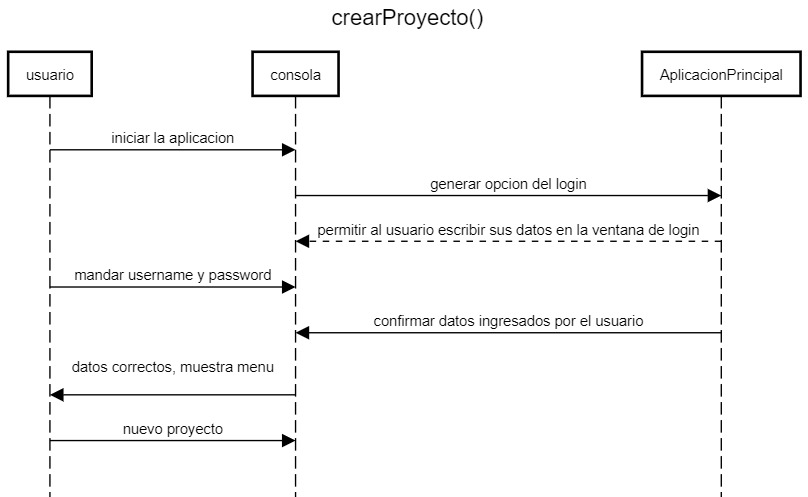 crearProyecto()
usuario
consola
AplicacionPrincipal
iniciar la aplicacion
generar opcion del login
permitir al usuario escribir sus datos en la ventana de login
mandar username y password
confirmar datos ingresados por el usuario
datos correctos, muestra menu
nuevo proyecto